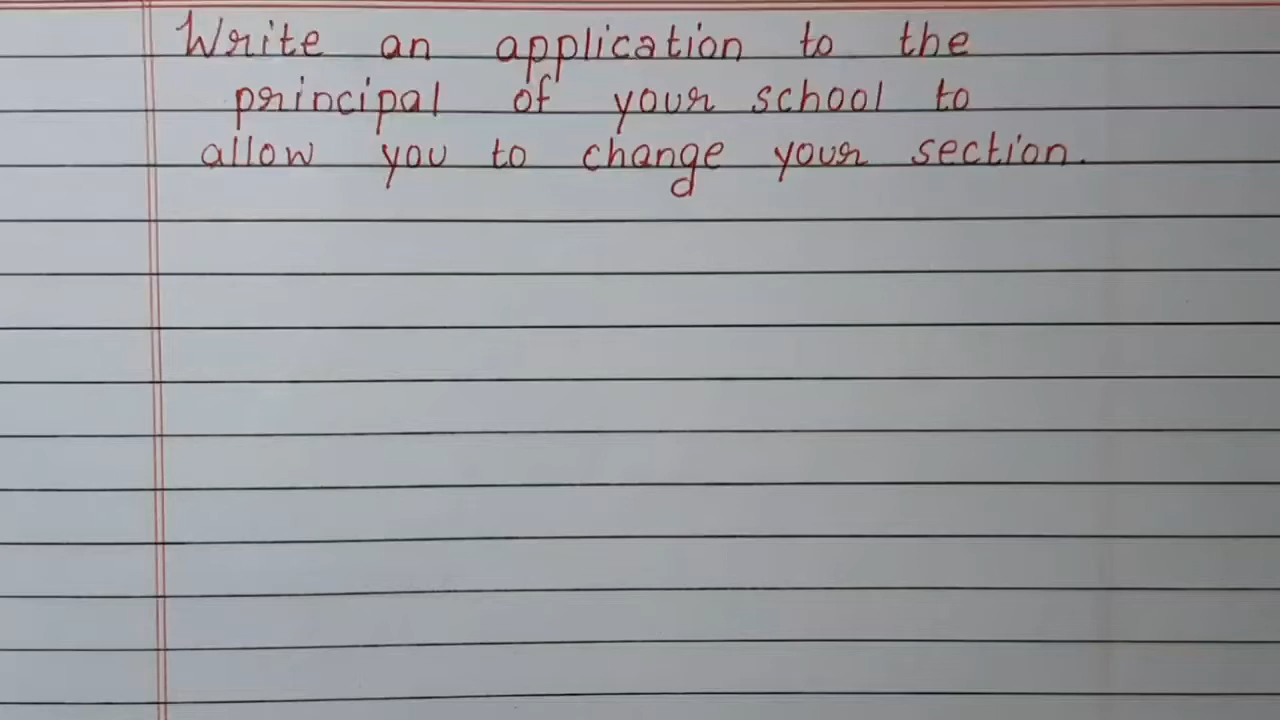 Write an application to the
principal of your school to
allow you to change your section.